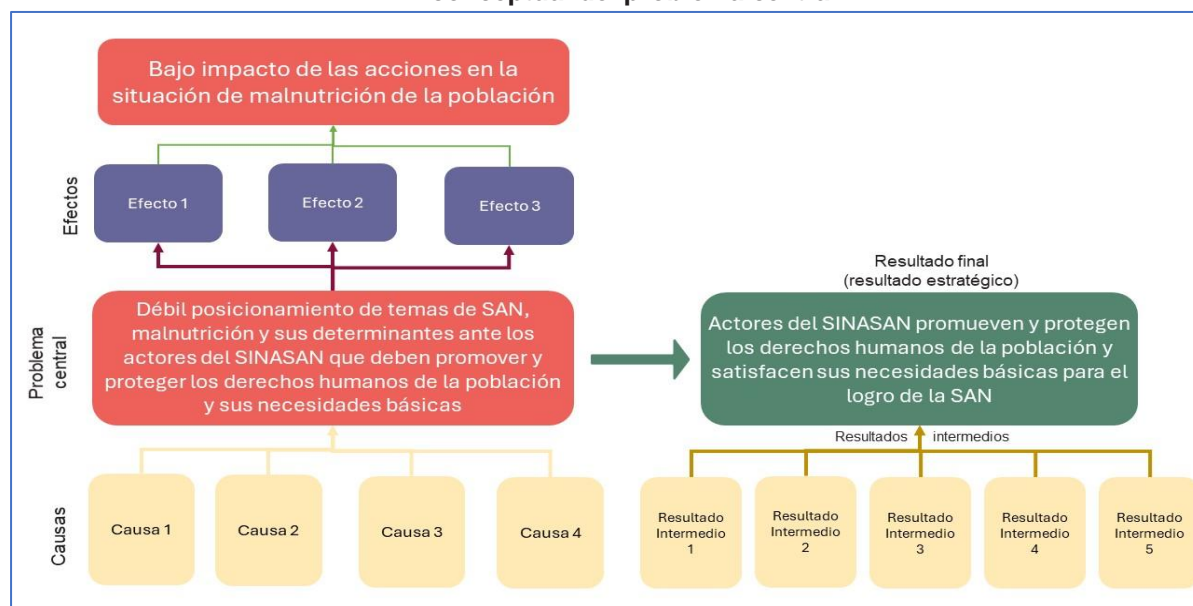 Bajo impacto de las acciones en la
situación de malnutrición de la población
Efectos
Efecto 1
Efecto 2
Efecto 3
Problema
central
Débil posicionamiento de temas de SAN,
malnutrición y sus determinantes ante los
actores del SINASAN que deben promover y
proteger los derechos humanos de la población
y sus necesidades básicas
Resultado final
(resultado estratégico)
Actores del SINASAN promueven y protegen
los derechos humanos de la población y
satisfacen sus necesidades básicas para el
logro de la SAN
Resultados intermedios
Causas
Causa 1
Causa 2
Causa 3
Causa 4
Resultado
Intermedio
1
Resultado
Intermedio
2
Resultado
Intermedio
3
Resultado
Intermedio
4
Resultado
Intermedio
5